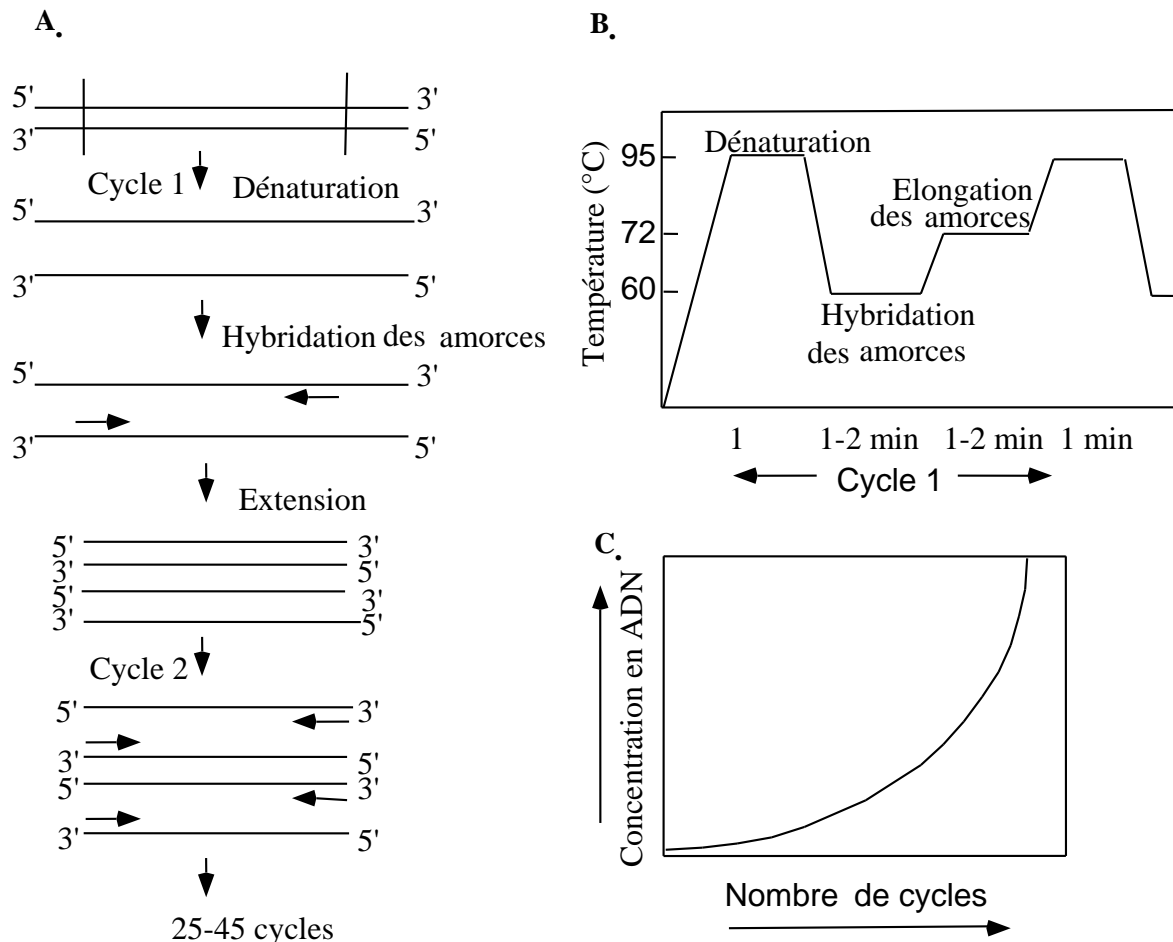 A.
5' 3'
3' 5'
Cycle 1 Dénaturation
5' 3'
3' 5'
Hybridation des amorces
5' 3'
3' 5'
Extension
5' 3'
3' 5'
5' 3'
3' 5'
Cycle 2
5' 3'
3' 5'
5' 3'
3' 5'
25-45 cycles
B.
Température (°C)
95
72
60
Dénaturation
Elongation
des amorces
Hybridation
des amorces
1 1-2 min 1-2 min 1 min
Cycle 1
C.
Concentration en ADN
Nombre de cycles